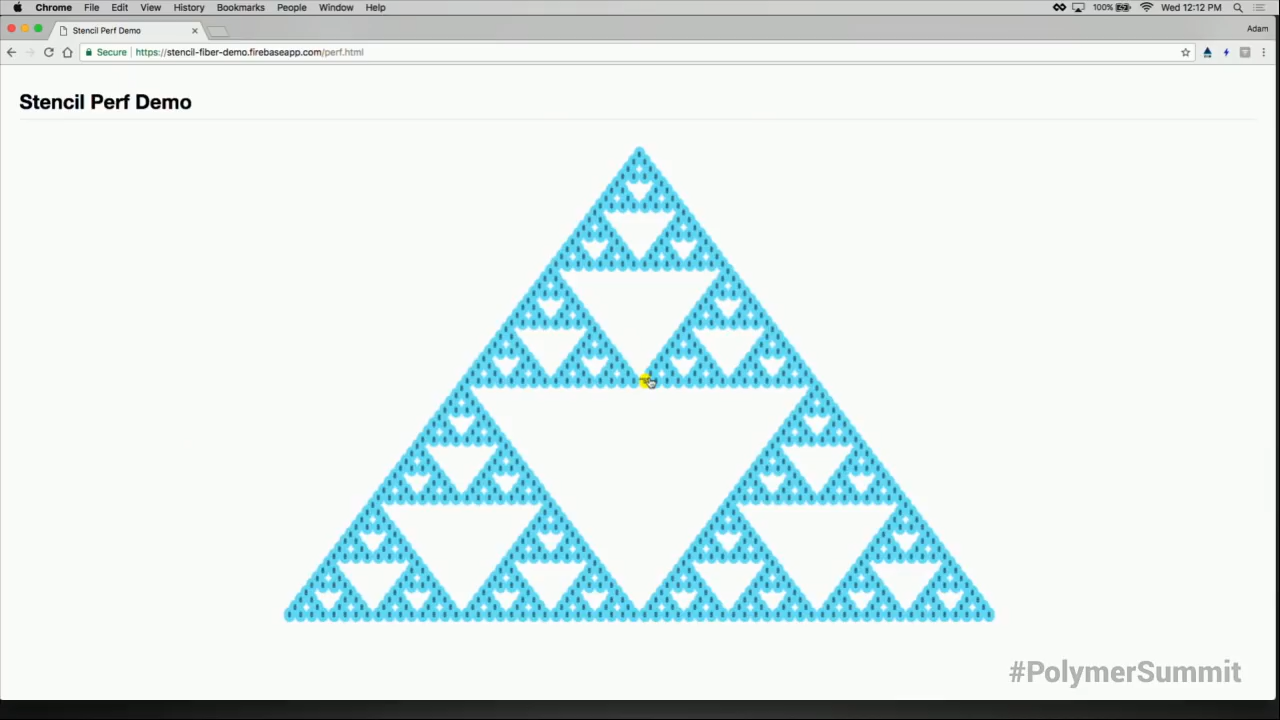 Chrome File Edit View History Bookmarks People Window Help 100% Wed 12:12 PM
Stencil Perf Demo Adam
Secure https://stencil-fiber-demo.firebaseapp.com/perf.html
Stencil Perf Demo
#PolymerSummit